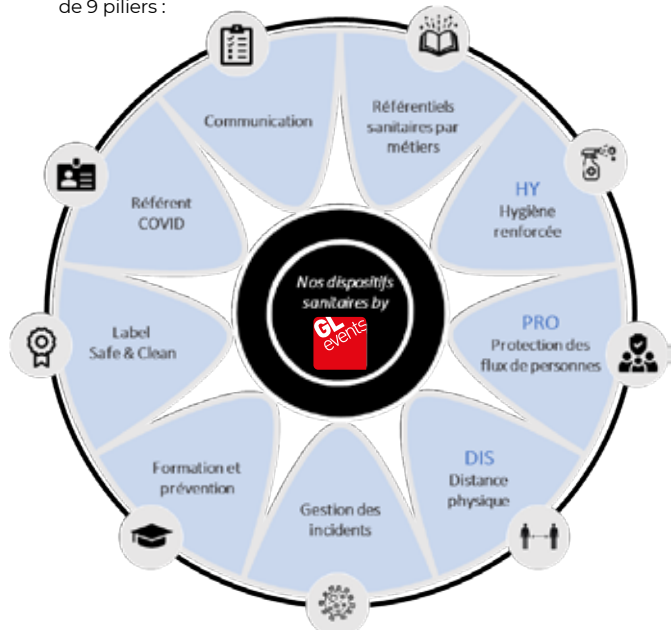 de 9 piliers :
Communication
Référentiels
sanitaires par
métiers
HY
Hygiène
renforcée
PRO
Protection des
flux de personnes
DIS
Distance
physique
Gestion des
incidents
Formation et
prévention
Label
Safe & Clean
Référent
COVID
Nos dispositifs
sanitaires by
GL
events